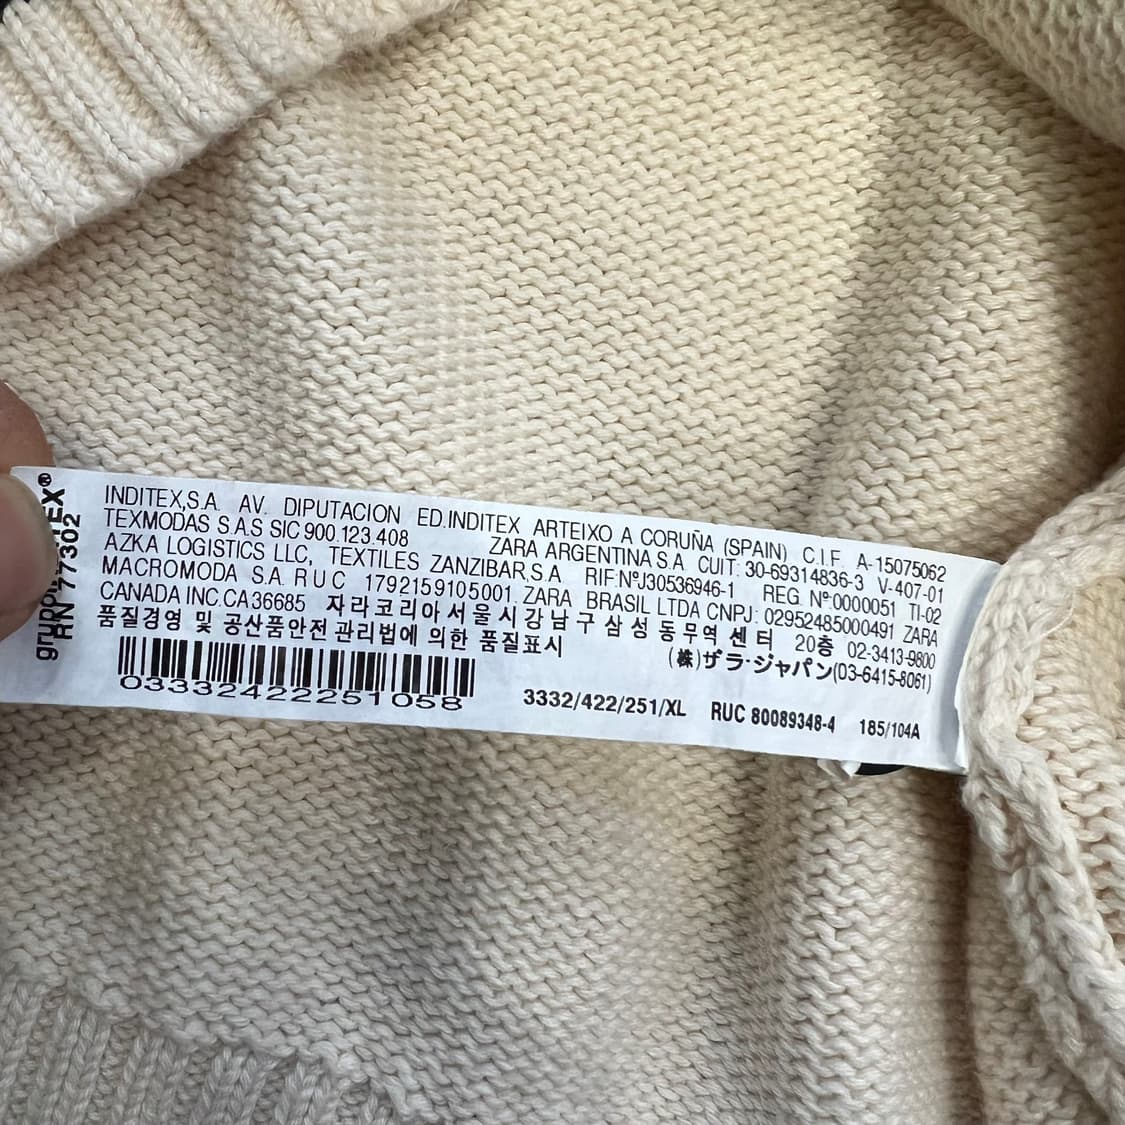 INDITEX,S.A. AV. DIPUTACION ED.INDITEX ARTEIXO A CORUÑA (SPAIN) C.I.F. A-15075062
TEXMODAS S.A.S SIC 900.123.408 ZARA ARGENTINA S.A. CUIT: 30-69314836-3 V-407-01
AZKA LOGISTICS LLC, TEXTILES ZANZIBAR,S.A RIF:NºJ30536946-1 REG. Nº:0000051 TI-02
MACROMODA S.A. R U C 1792159105001. ZARA BRASIL LTDA CNPJ: 02952485000491 ZARA
CANADA INC.CA36685 자라코리아 서울시 강남구 삼성동 무역 센터 20層 02-3413-9800
품질경영 및 공산품안전 관리법에 의한 품질표시 (株)ザラ・ジャパン(03-6415-8061)
03332422251058 3332/422/251/XL RUC 80089348-4 185/104A
RN 77302